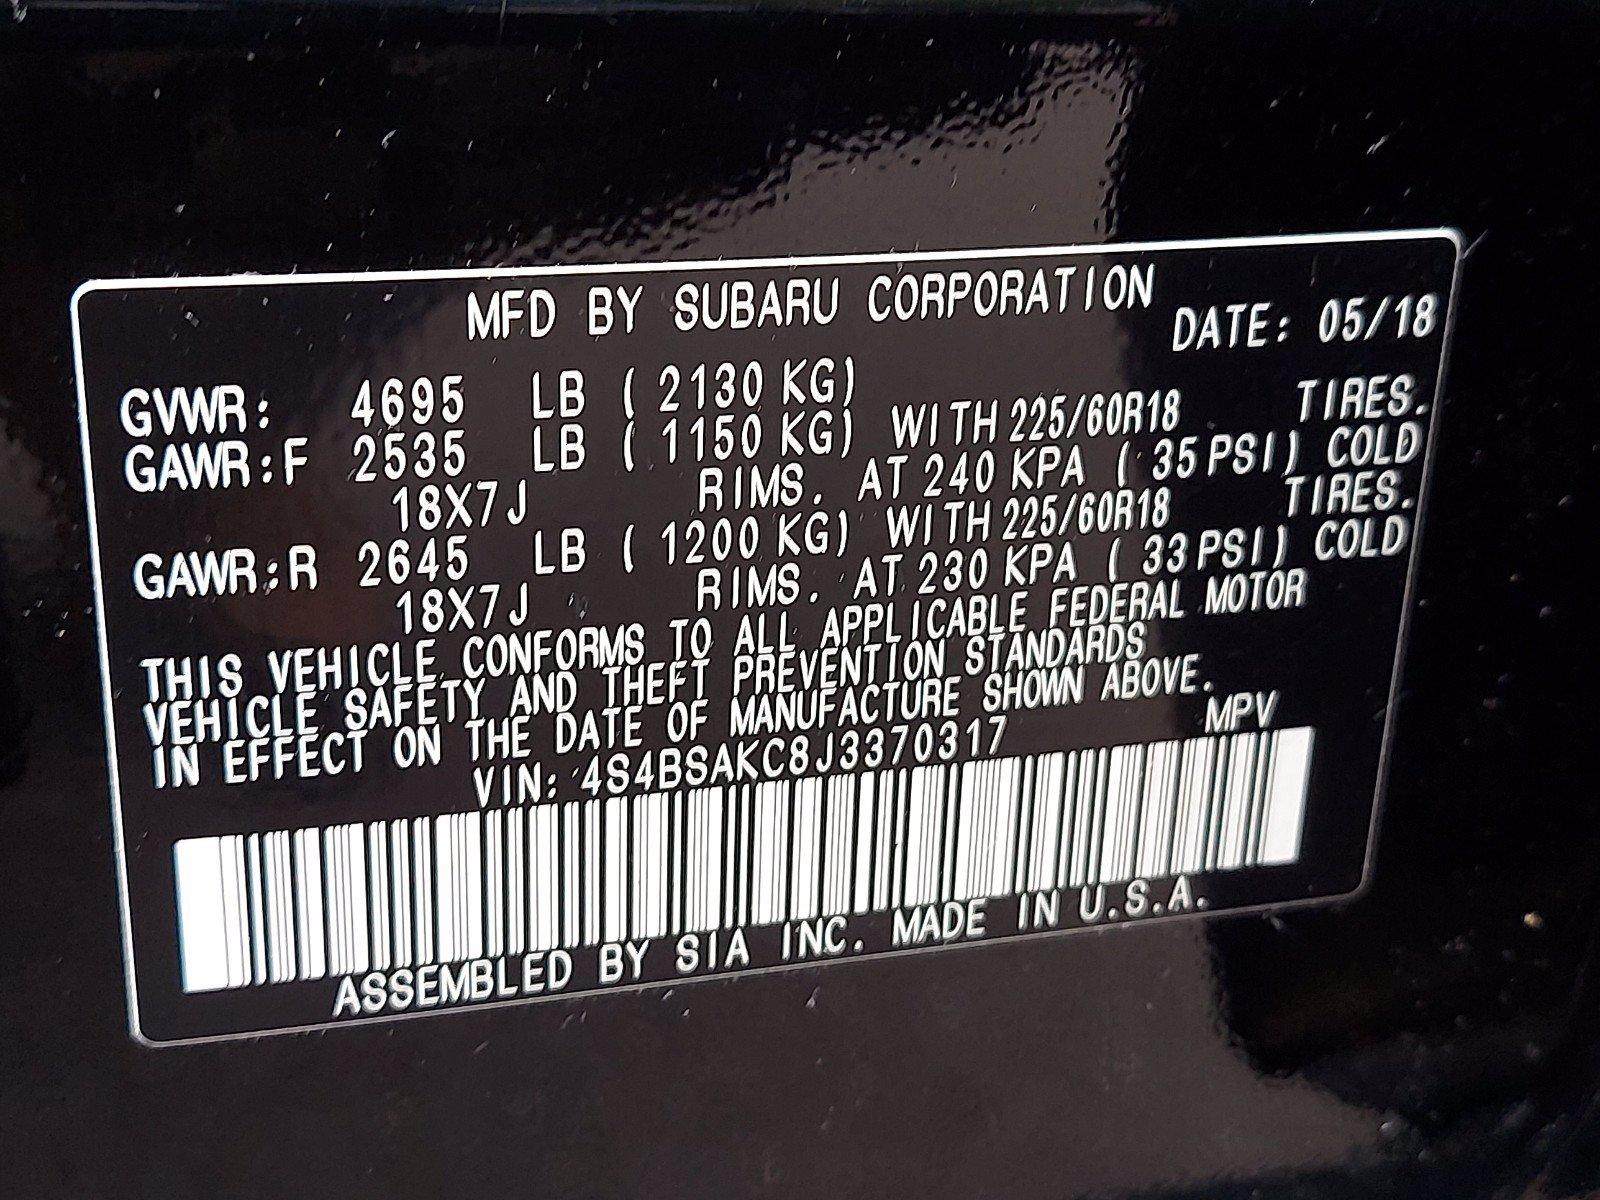 MFD BY SUBARU CORPORATION
DATE: 05/18
GVWR: 4695 LB ( 2130 KG)
GAWR:F 2535 LB ( 1150 KG) WITH 225/60R18 TIRES.
18X7J RIMS. AT 240 KPA ( 35 PSI) COLD
GAWR:R 2645 LB ( 1200 KG) WITH 225/60R18 TIRES.
18X7J RIMS. AT 230 KPA ( 33 PSI) COLD
THIS VEHICLE CONFORMS TO ALL APPLICABLE FEDERAL MOTOR
VEHICLE SAFETY AND THEFT PREVENTION STANDARDS
IN EFFECT ON THE DATE OF MANUFACTURE SHOWN ABOVE.
VIN: 4S4BSAKC8J3370317 MPV
ASSEMBLED BY SIA INC. MADE IN U.S.A.